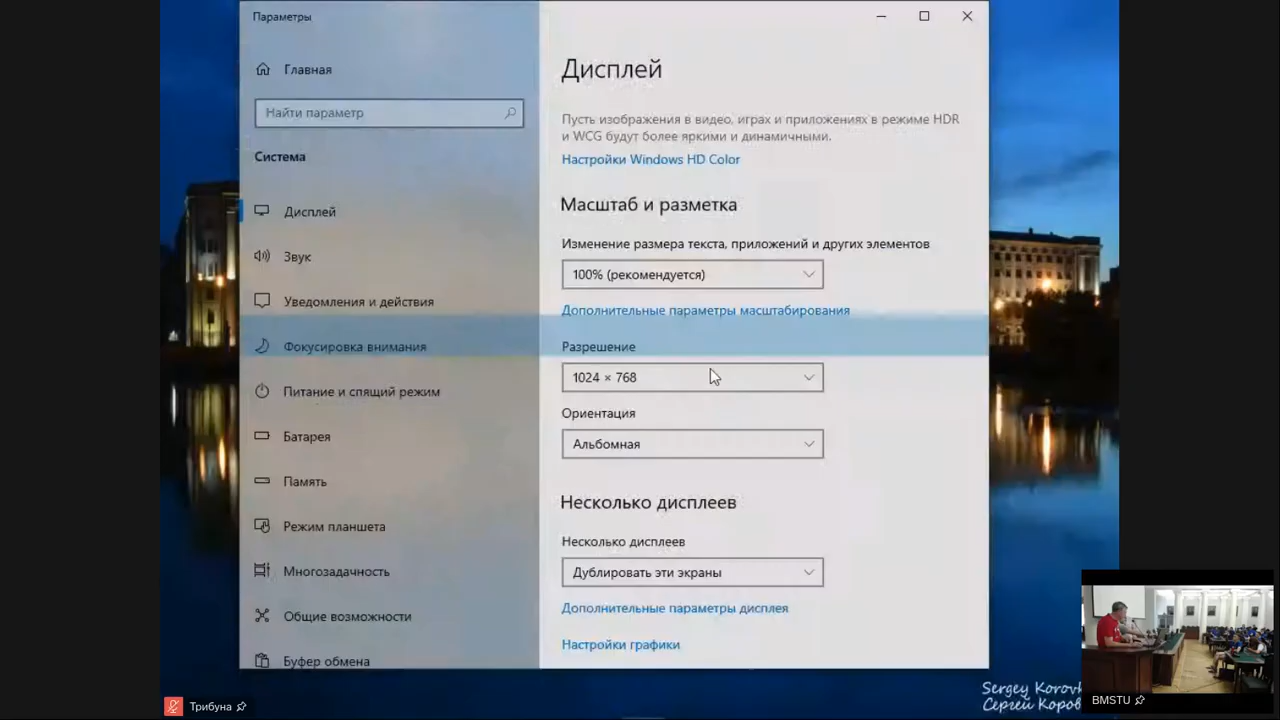 Параметры
Главная
Найти параметр
Система
Дисплей
Звук
Уведомления и действия
Фокусировка внимания
Питание и спящий режим
Батарея
Память
Режим планшета
Многозадачность
Общие возможности
Буфер обмена
Дисплей
Пусть изображения в видео, играх и приложениях в режиме HDR
и WCG будут более яркими и динамичными.
Настройки Windows HD Color
Масштаб и разметка
Изменение размера текста, приложений и других элементов
100% (рекомендуется)
Дополнительные параметры масштабирования
Разрешение
1024 × 768
Ориентация
Альбомная
Несколько дисплеев
Несколько дисплеев
Дублировать эти экраны
Дополнительные параметры дисплея
Настройки графики
Sergey
Сергей
Трибуна
BMSTU